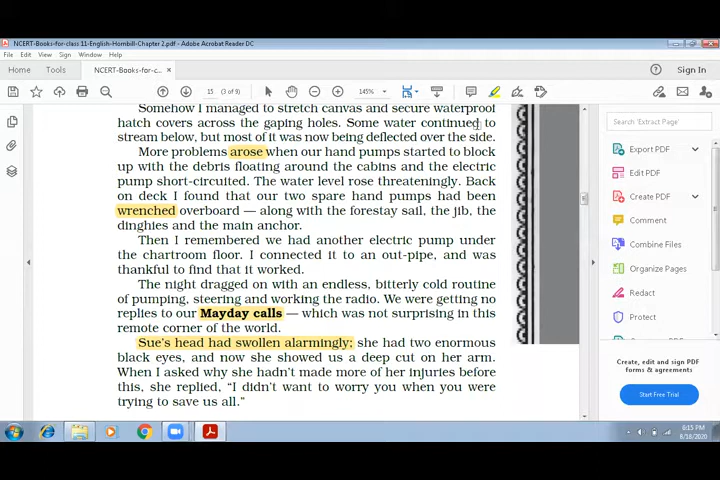 NCERT-Books-for class 11-English-Hornbill-Chapter 2.pdf - Adobe Acrobat Reader DC
File Edit View Sign Window Help
Home Tools NCERT-Books-for-c... × Sign In
15 (3 of 9) 145%
Somehow I managed to stretch canvas and secure waterproof
hatch covers across the gaping holes. Some water continued to
stream below, but most of it was now being deflected over the side.
More problems arose when our hand pumps started to block
up with the debris floating around the cabins and the electric
pump short-circuited. The water level rose threateningly. Back
on deck I found that our two spare hand pumps had been
wrenched overboard — along with the forestay sail, the jib, the
dinghies and the main anchor.
Then I remembered we had another electric pump under
the chartroom floor. I connected it to an out-pipe, and was
thankful to find that it worked.
The night dragged on with an endless, bitterly cold routine
of pumping, steering and working the radio. We were getting no
replies to our Mayday calls — which was not surprising in this
remote corner of the world.
Sue's head had swollen alarmingly; she had two enormous
black eyes, and now she showed us a deep cut on her arm.
When I asked why she hadn't made more of her injuries before
this, she replied, “I didn't want to worry you when you were
trying to save us all.”
Search 'Extract Page'
Export PDF
Edit PDF
Create PDF
Comment
Combine Files
Organize Pages
Redact
Protect
Create, edit and sign PDF
forms & agreements
Start Free Trial
6:15 PM
8/18/2020